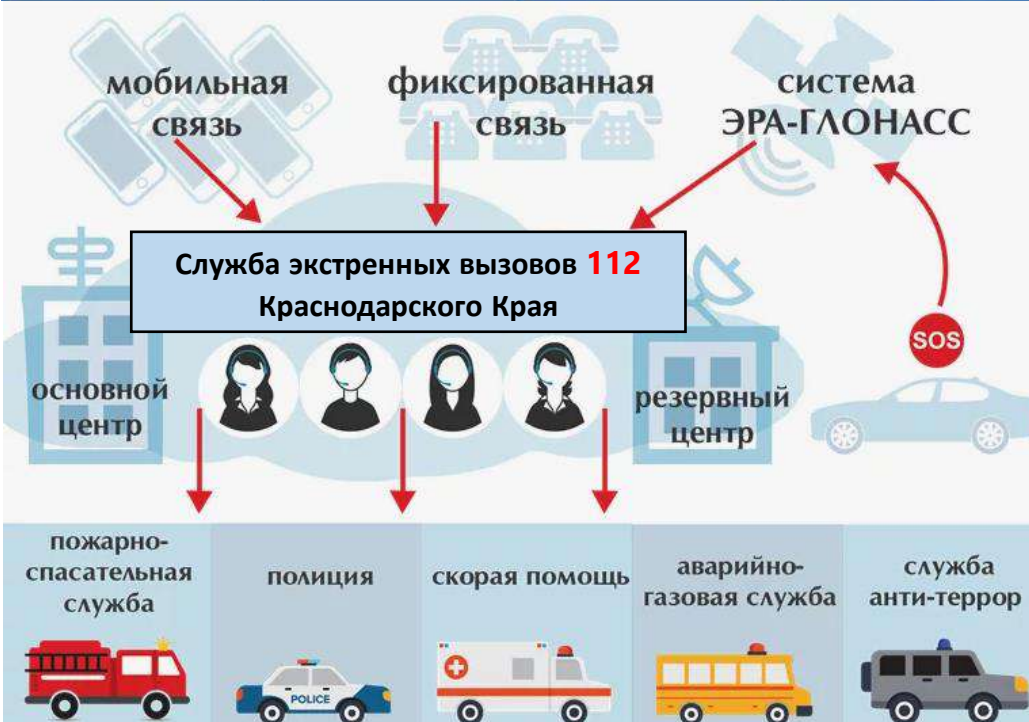 мобильная
связь
фиксированная
связь
система
ЭРА-ГЛОНАСС
Служба экстренных вызовов 112
Краснодарского Края
SOS
основной
центр
резервный
центр
пожарно-
спасательная
служба
полиция
скорая помощь
аварийно-
газовая служба
служба
анти-террор
POLICE